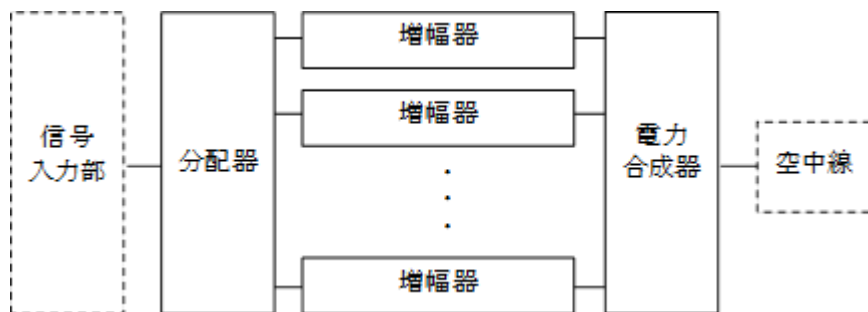 信号
入力部
分配器
増幅器
増幅器
・
・
・
増幅器
電力
合成器
空中線